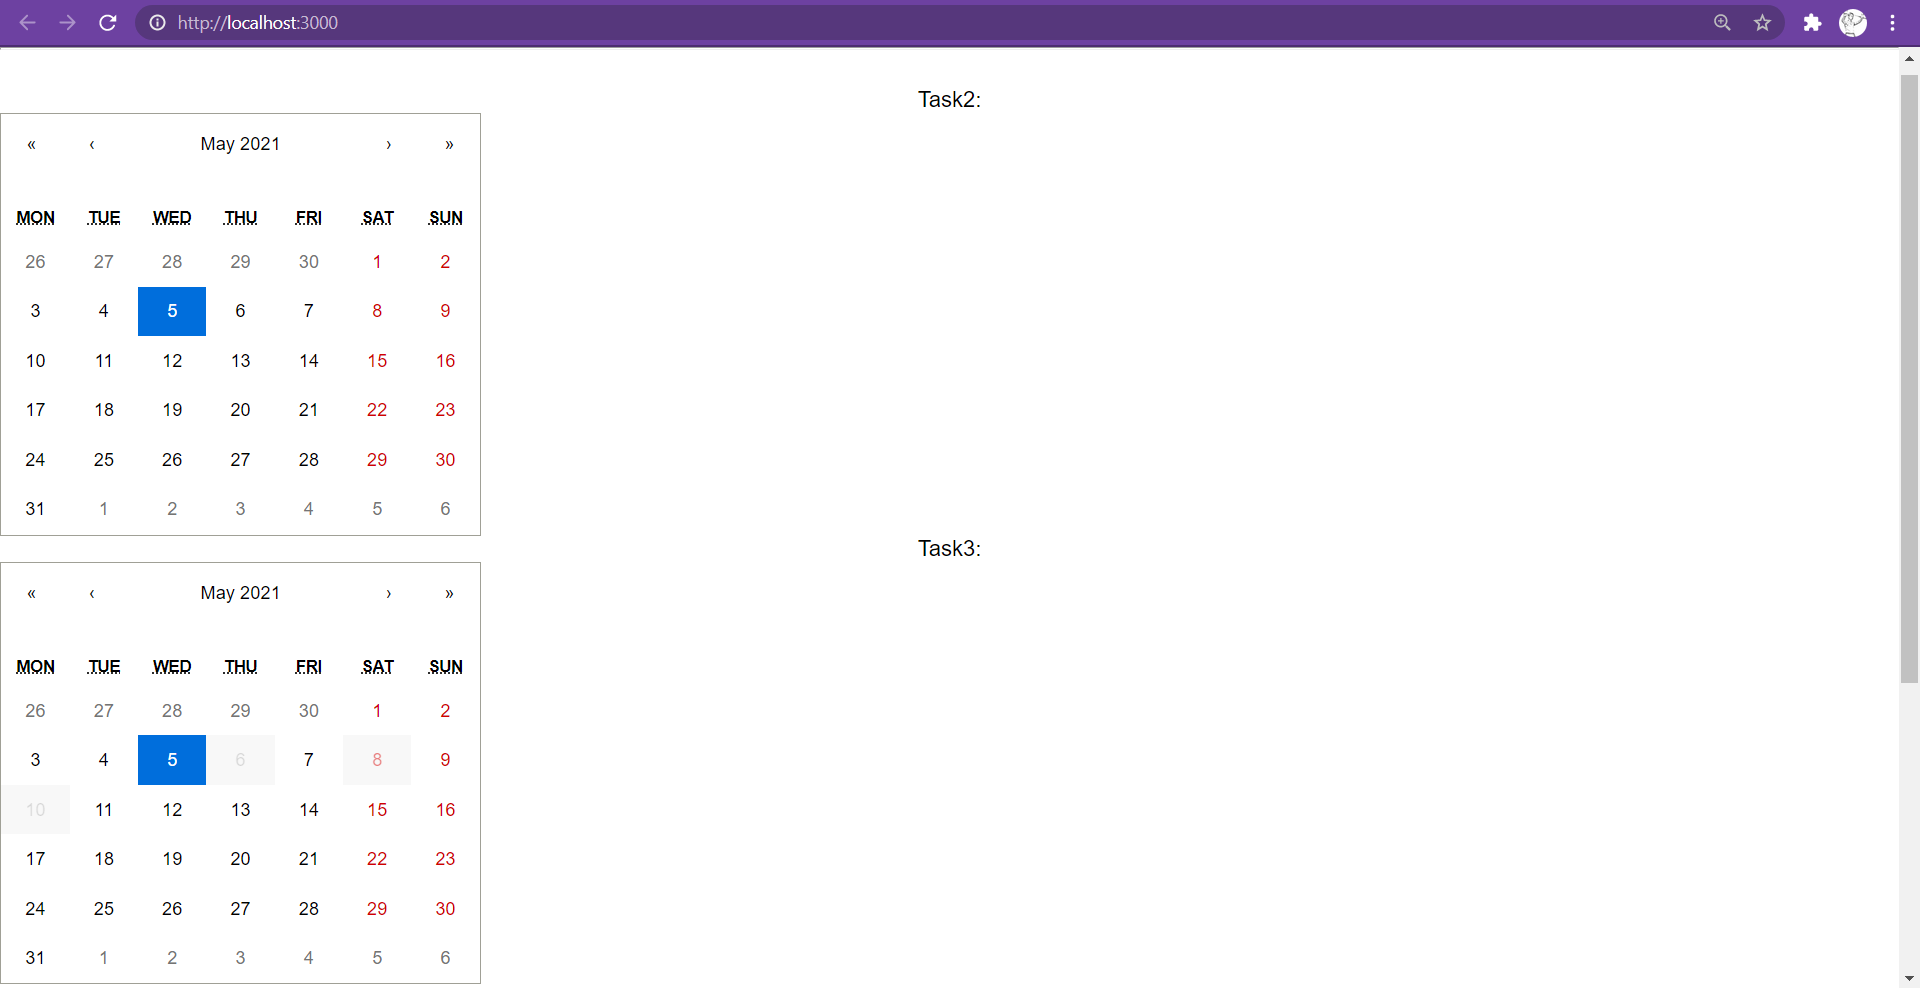 http://localhost:3000
Task2:
« ‹ May 2021 › »
MON TUE WED THU FRI SAT SUN
26 27 28 29 30 1 2
3 4 5 6 7 8 9
10 11 12 13 14 15 16
17 18 19 20 21 22 23
24 25 26 27 28 29 30
31 1 2 3 4 5 6
Task3:
« ‹ May 2021 › »
MON TUE WED THU FRI SAT SUN
26 27 28 29 30 1 2
3 4 5 6 7 8 9
10 11 12 13 14 15 16
17 18 19 20 21 22 23
24 25 26 27 28 29 30
31 1 2 3 4 5 6